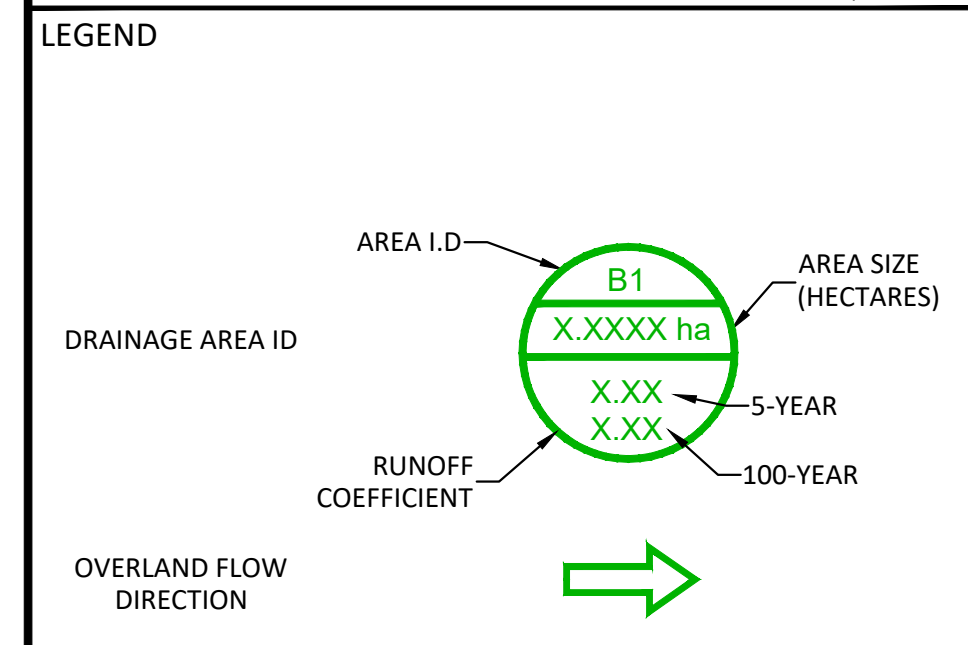 LEGEND
AREA I.D
B1
AREA SIZE
(HECTARES)
X.XXXX ha
DRAINAGE AREA ID
X.XX
5-YEAR
X.XX
100-YEAR
RUNOFF
COEFFICIENT
OVERLAND FLOW
DIRECTION